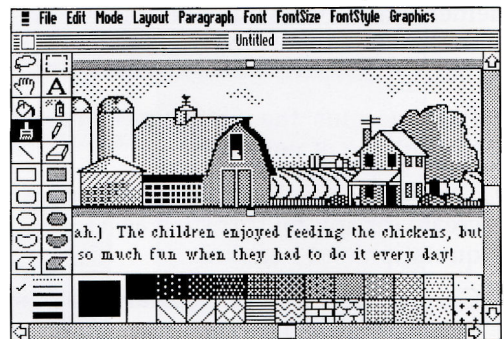 File Edit Mode Layout Paragraph Font FontSize FontStyle Graphics
Untitled
A
ah.) The children enjoyed feeding the chickens, but
so much fun when they had to do it every day!